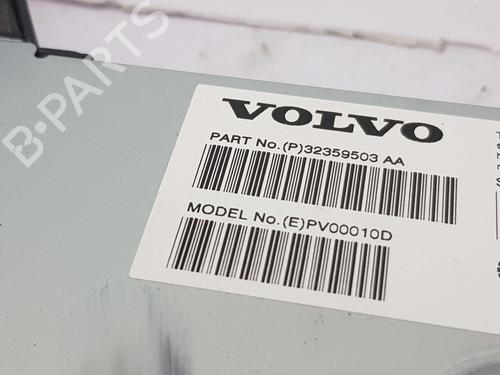 B-PARTS
VOLVO
PART No.(P)32359503 AA
MODEL No.(E)PV00010D